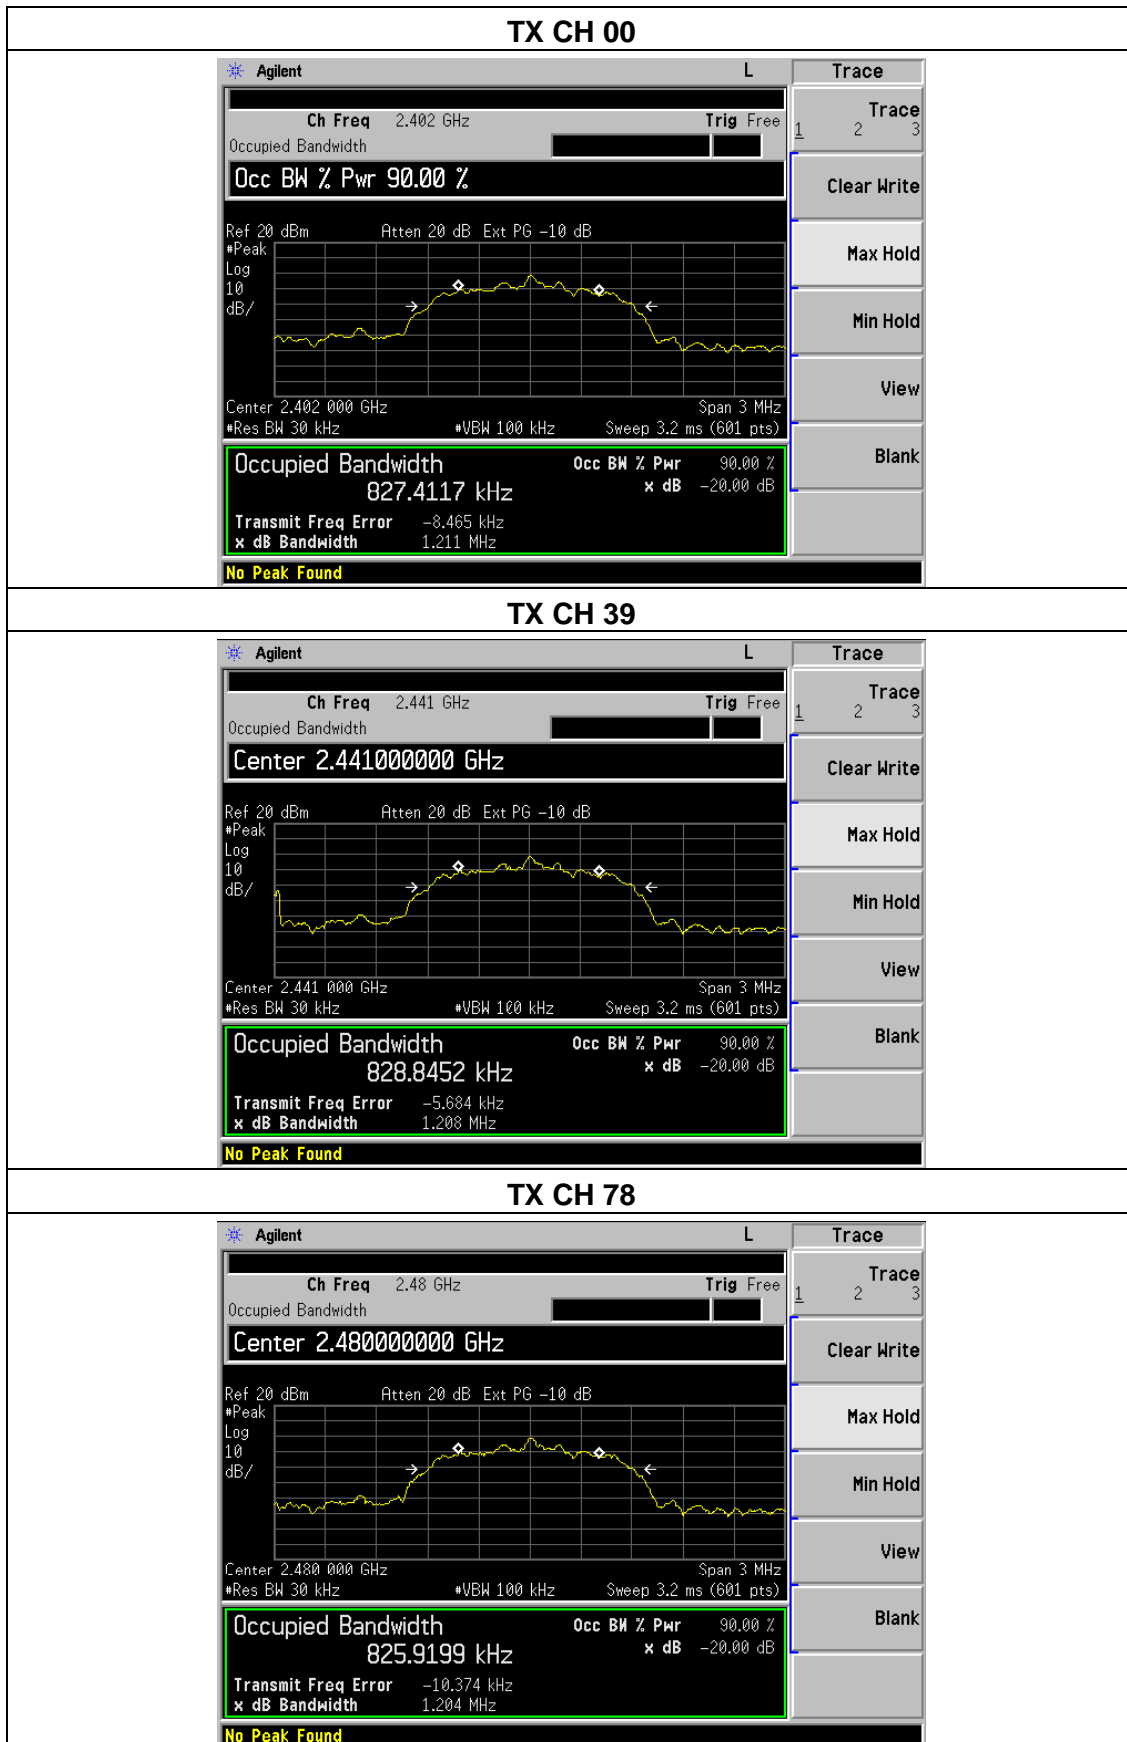 TX CH 00
Agilent L Trace
Ch Freq 2.402 GHz Trig Free
Occupied Bandwidth
Trace
1 2 3
Occ BW % Pwr 90.00 %
Clear Write
Ref 20 dBm Atten 20 dB Ext PG -10 dB
#Peak
Log
10
dB/
Max Hold
Min Hold
View
Center 2.402 000 GHz Span 3 MHz
#Res BW 30 kHz #VBW 100 kHz Sweep 3.2 ms (601 pts)
Blank
Occupied Bandwidth Occ BW % Pwr 90.00 %
827.4117 kHz x dB -20.00 dB
Transmit Freq Error -8.465 kHz
x dB Bandwidth 1.211 MHz
No Peak Found
TX CH 39
Agilent L Trace
Ch Freq 2.441 GHz Trig Free
Occupied Bandwidth
Trace
1 2 3
Center 2.441000000 GHz
Clear Write
Ref 20 dBm Atten 20 dB Ext PG -10 dB
#Peak
Log
10
dB/
Max Hold
Min Hold
View
Center 2.441 000 GHz Span 3 MHz
#Res BW 30 kHz #VBW 100 kHz Sweep 3.2 ms (601 pts)
Blank
Occupied Bandwidth Occ BW % Pwr 90.00 %
828.8452 kHz x dB -20.00 dB
Transmit Freq Error -5.684 kHz
x dB Bandwidth 1.208 MHz
No Peak Found
TX CH 78
Agilent L Trace
Ch Freq 2.48 GHz Trig Free
Occupied Bandwidth
Trace
1 2 3
Center 2.480000000 GHz
Clear Write
Ref 20 dBm Atten 20 dB Ext PG -10 dB
#Peak
Log
10
dB/
Max Hold
Min Hold
View
Center 2.480 000 GHz Span 3 MHz
#Res BW 30 kHz #VBW 100 kHz Sweep 3.2 ms (601 pts)
Blank
Occupied Bandwidth Occ BW % Pwr 90.00 %
825.9199 kHz x dB -20.00 dB
Transmit Freq Error -10.374 kHz
x dB Bandwidth 1.204 MHz
No Peak Found